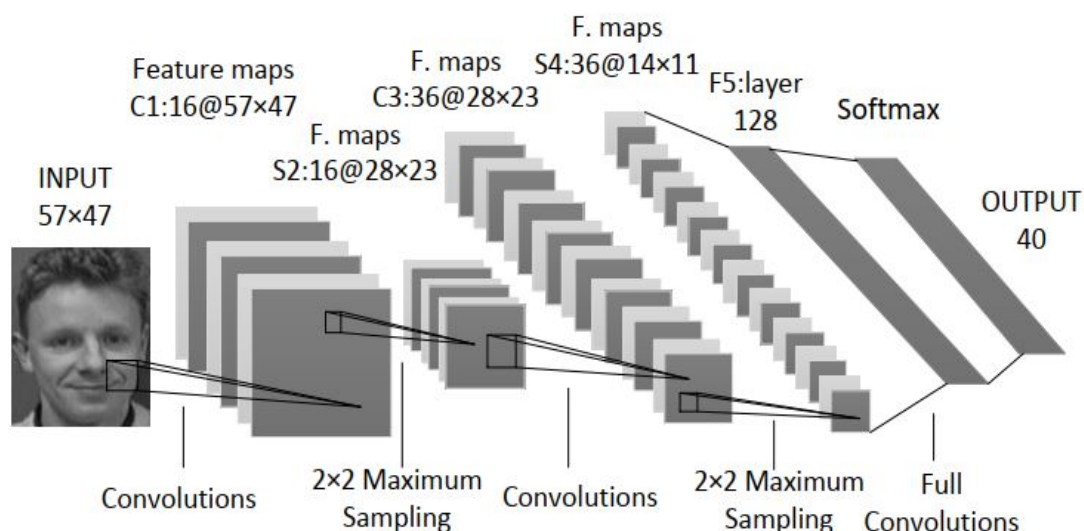 INPUT
57×47
Feature maps
C1:16@57×47
F. maps
S2:16@28×23
F. maps
C3:36@28×23
F. maps
S4:36@14×11
F5:layer
128
Softmax
OUTPUT
40
Convolutions
2×2 Maximum
Sampling
Convolutions
2×2 Maximum
Sampling
Full
Convolutions